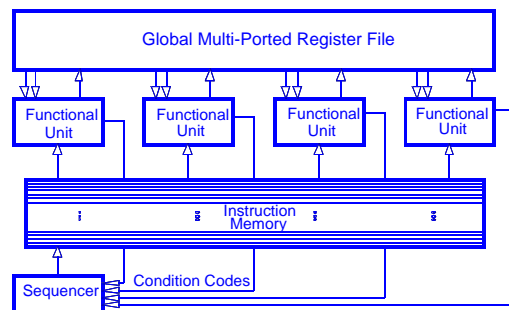 Global Multi-Ported Register File
Functional
Unit
Functional
Unit
Functional
Unit
Functional
Unit
Instruction
Memory
Condition Codes
Sequencer